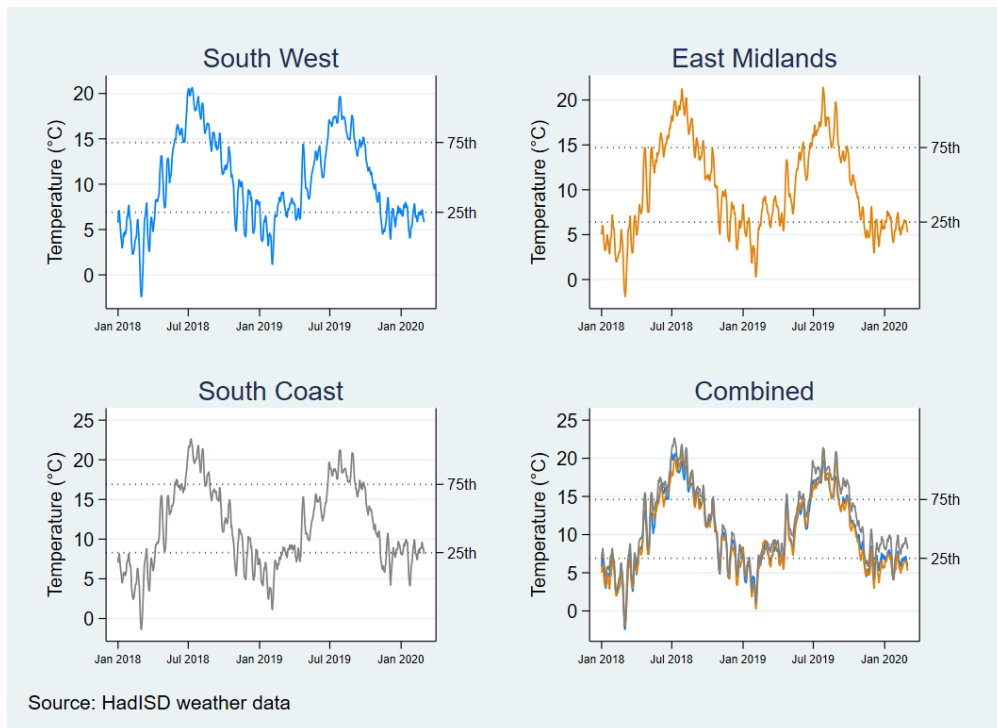 South West
Temperature (°C)
20
15
10
5
0
75th
25th
Jan 2018 Jul 2018 Jan 2019 Jul 2019 Jan 2020
East Midlands
Temperature (°C)
20
15
10
5
0
75th
25th
Jan 2018 Jul 2018 Jan 2019 Jul 2019 Jan 2020
South Coast
Temperature (°C)
25
20
15
10
5
0
75th
25th
Jan 2018 Jul 2018 Jan 2019 Jul 2019 Jan 2020
Combined
Temperature (°C)
25
20
15
10
5
0
75th
25th
Jan 2018 Jul 2018 Jan 2019 Jul 2019 Jan 2020
Source: HadISD weather data